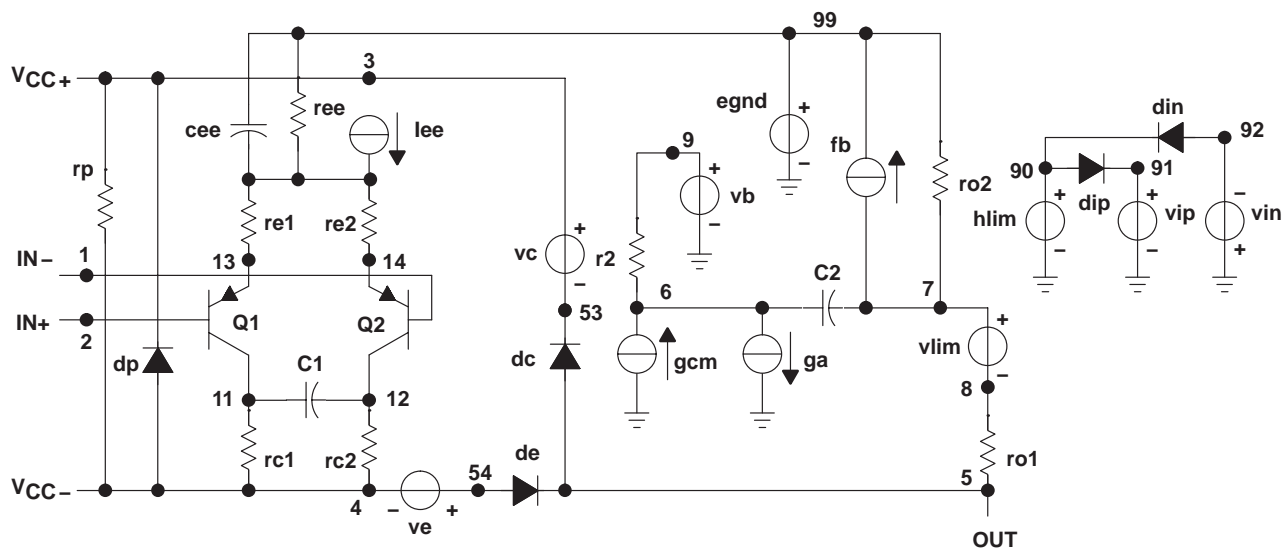 99
3
VCC+
ree
cee
Iee
egnd
+
-
fb
din
92
9
+
vb
-
rp
ro2
90
91
+
hlim
-
dip
+
vip
-
-
vin
+
re1
re2
vc
+
-
r2
IN-
1
13
14
6
C2
7
IN+
2
Q1
Q2
53
+
vlim
-
dp
C1
dc
gcm
ga
8
11
12
rc1
rc2
54
de
ro1
VCC-
4
-
+
ve
5
OUT